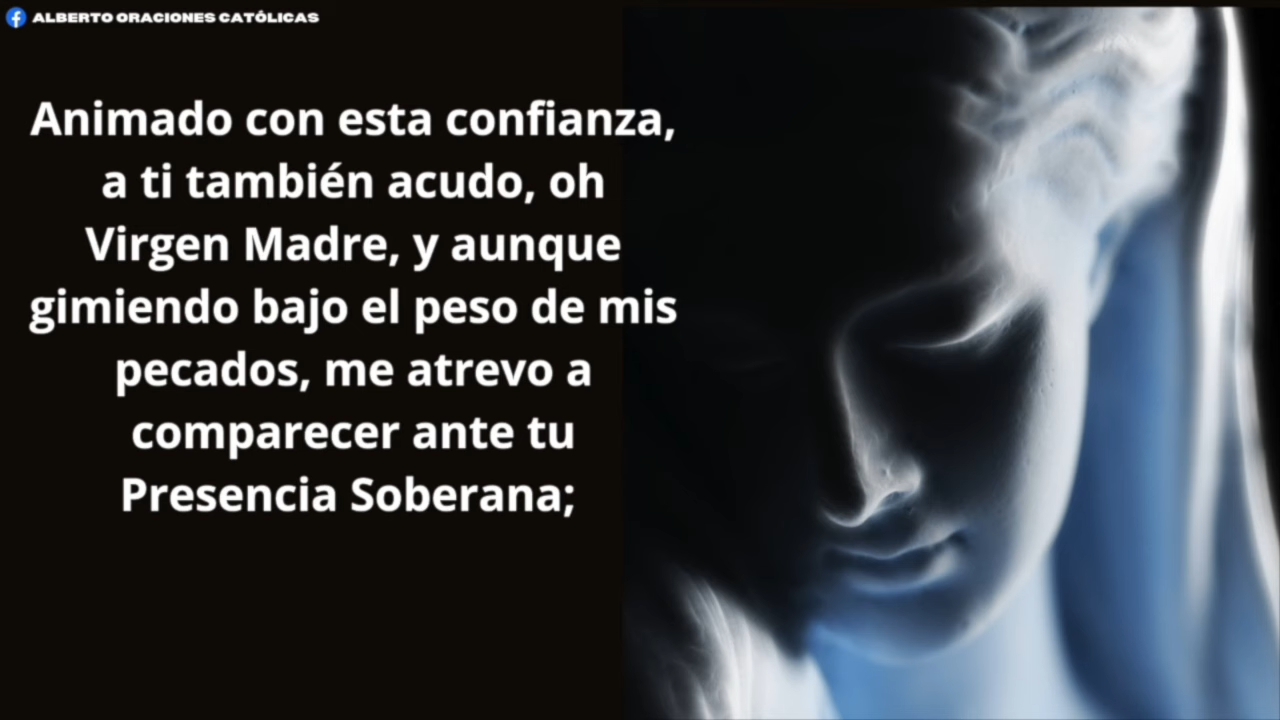 ALBERTO ORACIONES CATÓLICAS
Animado con esta confianza,
a ti también acudo, oh
Virgen Madre, y aunque
gimiendo bajo el peso de mis
pecados, me atrevo a
comparecer ante tu
Presencia Soberana;